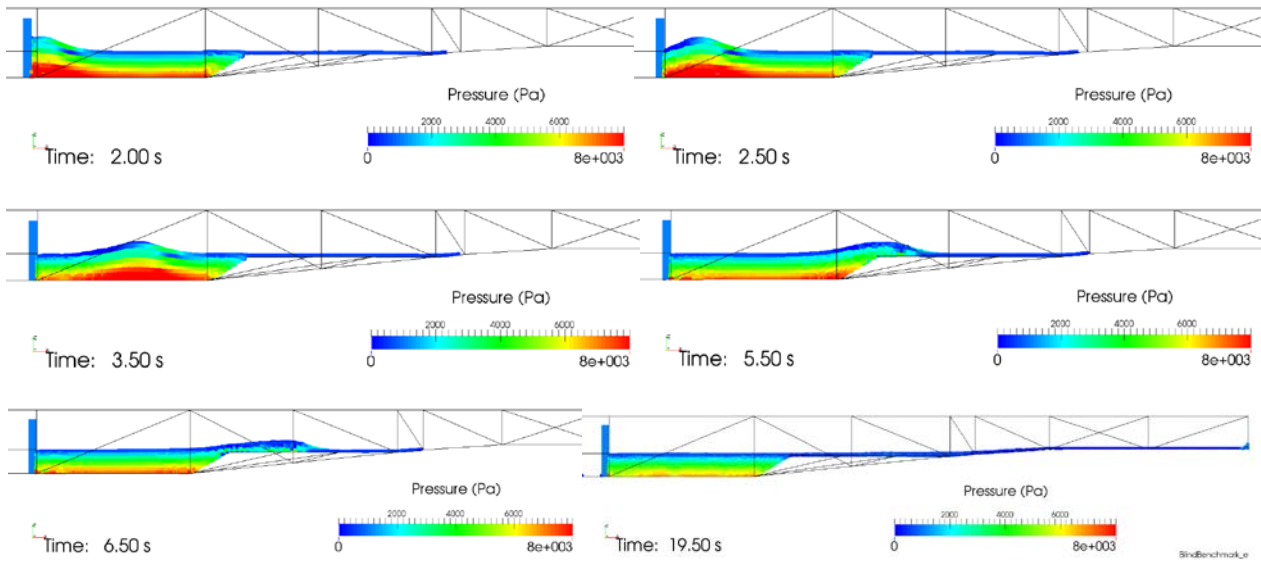 Pressure (Pa)
2000 4000 6000
0 8e+003
Time: 2.00 s
Pressure (Pa)
2000 4000 6000
0 8e+003
Time: 2.50 s
Pressure (Pa)
2000 4000 6000
0 8e+003
Time: 3.50 s
Pressure (Pa)
2000 4000 6000
0 8e+003
Time: 5.50 s
Pressure (Pa)
2000 4000 6000
0 8e+003
Time: 6.50 s
Pressure (Pa)
2000 4000 6000
0 8e+003
Time: 19.50 s
BlindBenchmark_e